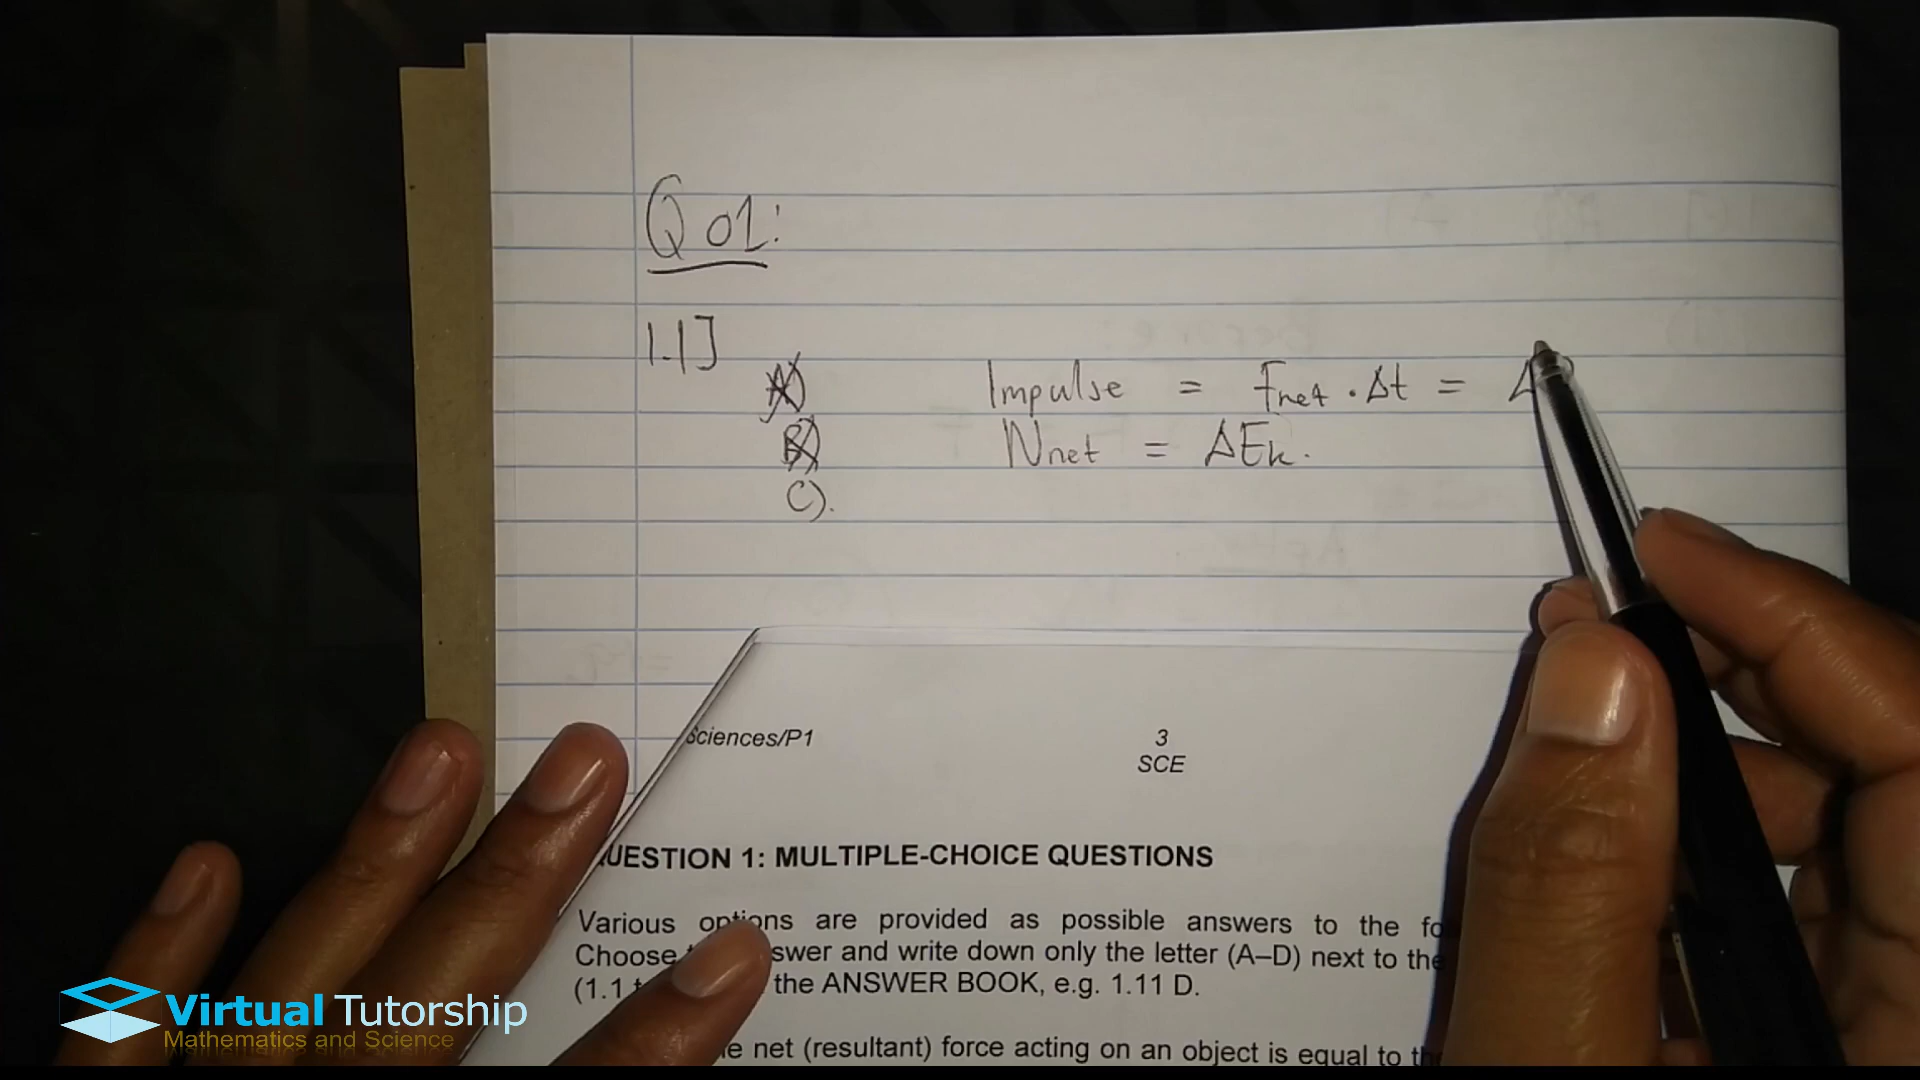 Q 01:
1.1]
A) Impulse = Fnet . Δt = Δ
B) Wnet = ΔEk.
C).
Sciences/P1
3
SCE
UESTION 1: MULTIPLE-CHOICE QUESTIONS
Various options are provided as possible answers to the fo
Choose swer and write down only the letter (A–D) next to the
(1.1 the ANSWER BOOK, e.g. 1.11 D.
net (resultant) force acting on an object is equal to the
Virtual Tutorship
Mathematics and Science